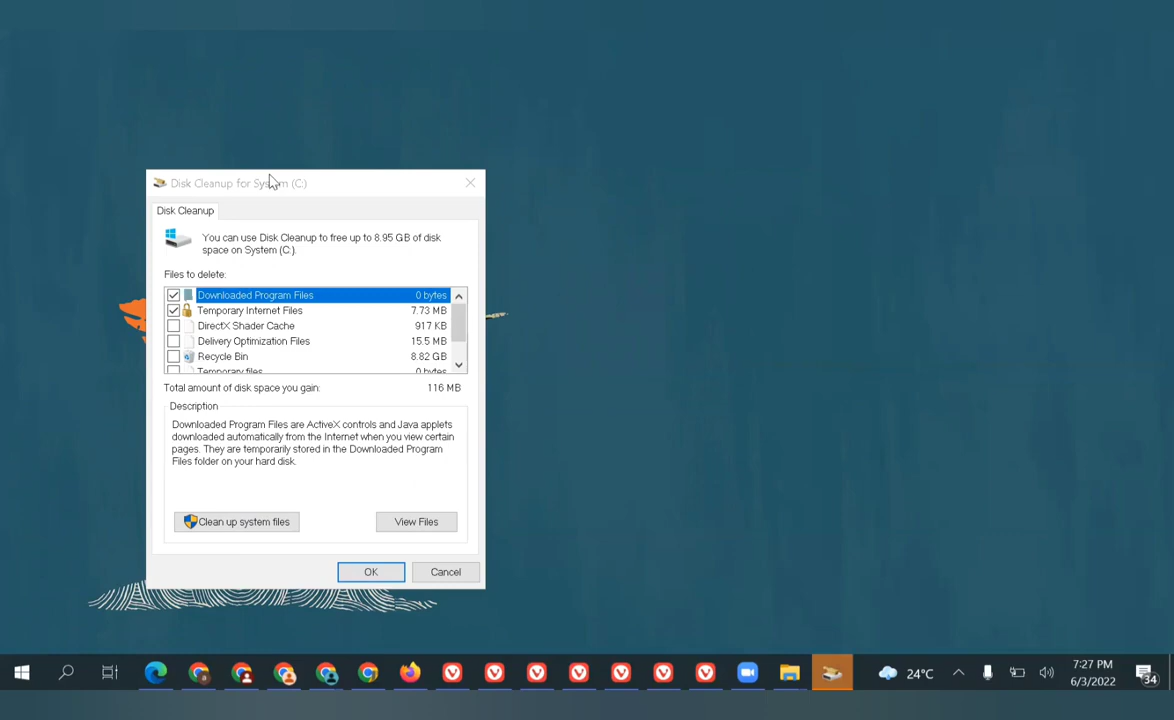 Disk Cleanup for System (C:)
Disk Cleanup
You can use Disk Cleanup to free up to 8.95 GB of disk
space on System (C:).
Files to delete:
Downloaded Program Files 0 bytes
Temporary Internet Files 7.73 MB
DirectX Shader Cache 917 KB
Delivery Optimization Files 15.5 MB
Recycle Bin 8.82 GB
Temporary files 0 bytes
Total amount of disk space you gain: 116 MB
Description
Downloaded Program Files are ActiveX controls and Java applets
downloaded automatically from the Internet when you view certain
pages. They are temporarily stored in the Downloaded Program
Files folder on your hard disk.
Clean up system files View Files
OK Cancel
24°C
7:27 PM
6/3/2022
34